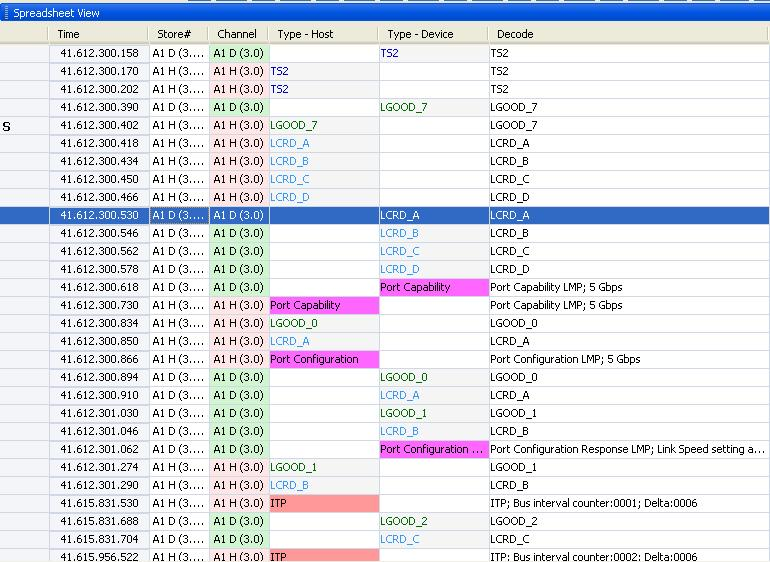 Spreadsheet View
Time Store# Channel Type - Host Type - Device Decode
41.612.300.158 A1 D (3.... A1 D (3.0) TS2 TS2
41.612.300.170 A1 H (3.... A1 H (3.0) TS2 TS2
41.612.300.202 A1 H (3.... A1 H (3.0) TS2 TS2
41.612.300.390 A1 D (3.... A1 D (3.0) LGOOD_7 LGOOD_7
S 41.612.300.402 A1 H (3.... A1 H (3.0) LGOOD_7 LGOOD_7
41.612.300.418 A1 H (3.... A1 H (3.0) LCRD_A LCRD_A
41.612.300.434 A1 H (3.... A1 H (3.0) LCRD_B LCRD_B
41.612.300.450 A1 H (3.... A1 H (3.0) LCRD_C LCRD_C
41.612.300.466 A1 H (3.... A1 H (3.0) LCRD_D LCRD_D
41.612.300.530 A1 D (3.... A1 D (3.0) LCRD_A LCRD_A
41.612.300.546 A1 D (3.... A1 D (3.0) LCRD_B LCRD_B
41.612.300.562 A1 D (3.... A1 D (3.0) LCRD_C LCRD_C
41.612.300.578 A1 D (3.... A1 D (3.0) LCRD_D LCRD_D
41.612.300.618 A1 D (3.... A1 D (3.0) Port Capability Port Capability LMP; 5 Gbps
41.612.300.730 A1 H (3.... A1 H (3.0) Port Capability Port Capability LMP; 5 Gbps
41.612.300.834 A1 H (3.... A1 H (3.0) LGOOD_0 LGOOD_0
41.612.300.850 A1 H (3.... A1 H (3.0) LCRD_A LCRD_A
41.612.300.866 A1 H (3.... A1 H (3.0) Port Configuration Port Configuration LMP; 5 Gbps
41.612.300.894 A1 D (3.... A1 D (3.0) LGOOD_0 LGOOD_0
41.612.300.910 A1 D (3.... A1 D (3.0) LCRD_A LCRD_A
41.612.301.030 A1 D (3.... A1 D (3.0) LGOOD_1 LGOOD_1
41.612.301.046 A1 D (3.... A1 D (3.0) LCRD_B LCRD_B
41.612.301.062 A1 D (3.... A1 D (3.0) Port Configuration ... Port Configuration Response LMP; Link Speed setting a...
41.612.301.274 A1 H (3.... A1 H (3.0) LGOOD_1 LGOOD_1
41.612.301.290 A1 H (3.... A1 H (3.0) LCRD_B LCRD_B
41.615.831.530 A1 H (3.... A1 H (3.0) ITP ITP; Bus interval counter:0001; Delta:0006
41.615.831.688 A1 D (3.... A1 D (3.0) LGOOD_2 LGOOD_2
41.615.831.704 A1 D (3.... A1 D (3.0) LCRD_C LCRD_C
41.615.956.522 A1 H (3.... A1 H (3.0) ITP ITP; Bus interval counter:0002; Delta:0006